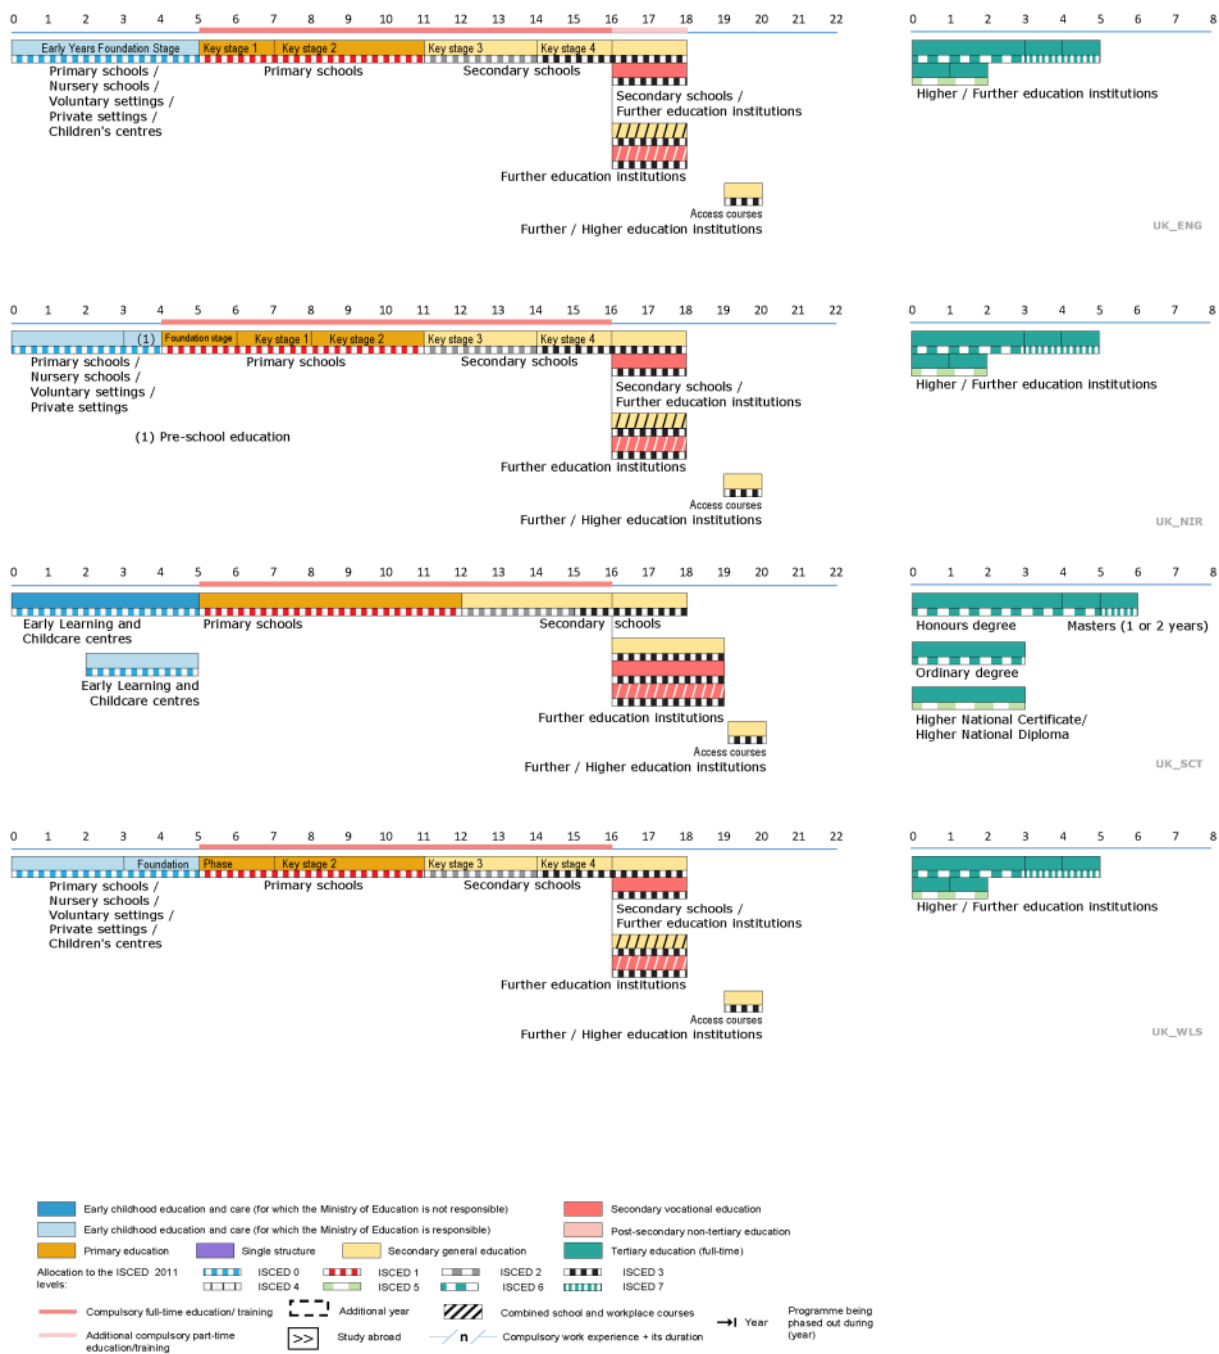 0 1 2 3 4 5 6 7 8 9 10 11 12 13 14 15 16 17 18 20 21 22 0 1 2 3 4 5 6 7 8
Early Years Foundation Stage Key stage 1 Key stage 2 Key stage 3 Key stage 4
Primary schools /
Nursery schools /
Voluntary settings /
Private settings /
Children's centres
Primary schools
Secondary schools
Secondary schools /
Further education institutions
Further education institutions
Access courses
Further / Higher education institutions
Higher / Further education institutions
UK_ENG
0 1 2 3 4 5 6 7 8 9 10 11 12 13 14 15 16 17 18 20 21 22 0 1 2 3 4 5 6 7 8
(1) Foundation stage Key stage 1 Key stage 2 Key stage 3 Key stage 4
Primary schools /
Nursery schools /
Voluntary settings /
Private settings
(1) Pre-school education
Primary schools
Secondary schools
Secondary schools /
Further education institutions
Further education institutions
Access courses
Further / Higher education institutions
Higher / Further education institutions
UK_NIR
0 1 2 3 4 5 6 7 8 9 10 11 12 13 14 15 16 17 18 20 21 22 0 1 2 3 4 5 6 7 8
Early Learning and
Childcare centres
Early Learning and
Childcare centres
Primary schools
Secondary schools
Further education institutions
Access courses
Further / Higher education institutions
Honours degree Masters (1 or 2 years)
Ordinary degree
Higher National Certificate/
Higher National Diploma
UK_SCT
0 1 2 3 4 5 6 7 8 9 10 11 12 13 14 15 16 17 18 20 21 22 0 1 2 3 4 5 6 7 8
Foundation Phase Key stage 2 Key stage 3 Key stage 4
Primary schools /
Nursery schools /
Voluntary settings /
Private settings /
Children's centres
Primary schools
Secondary schools
Secondary schools /
Further education institutions
Further education institutions
Access courses
Further / Higher education institutions
Higher / Further education institutions
UK_WLS
Early childhood education and care (for which the Ministry of Education is not responsible) Secondary vocational education
Early childhood education and care (for which the Ministry of Education is responsible) Post-secondary non-tertiary education
Primary education Single structure Secondary general education Tertiary education (full-time)
Allocation to the ISCED 2011
levels:
ISCED 0 ISCED 1 ISCED 2 ISCED 3
ISCED 4 ISCED 5 ISCED 6 ISCED 7
Compulsory full-time education/ training Additional year Combined school and workplace courses
Year
Programme being
phased out during
(year)
Additional compulsory part-time
education/training
>> Study abroad n Compulsory work experience + its duration